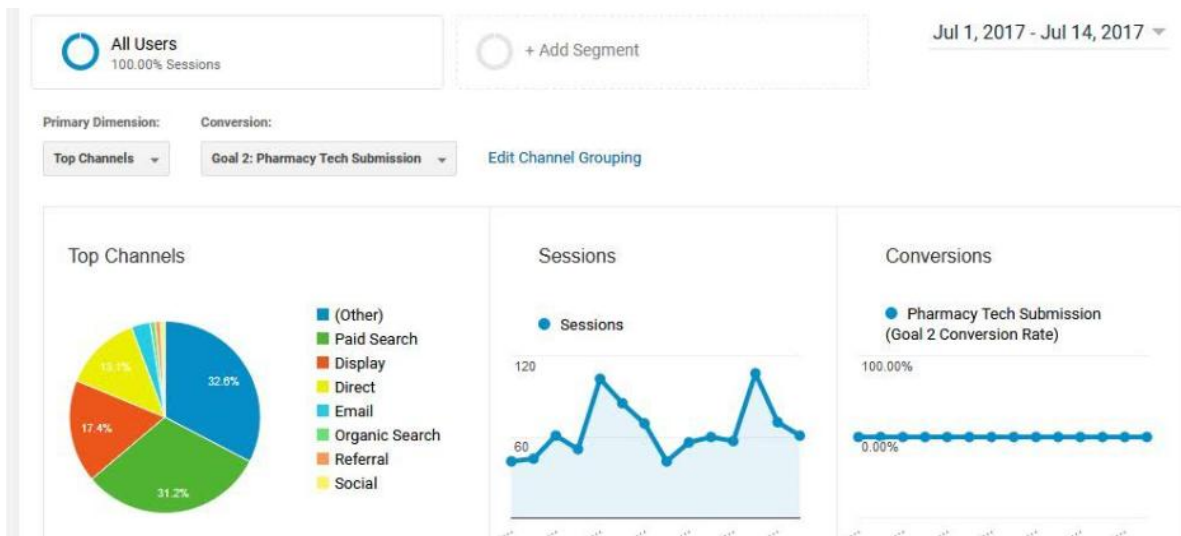 All Users
100.00% Sessions
+ Add Segment
Jul 1, 2017 - Jul 14, 2017
Primary Dimension:
Conversion:
Top Channels
Goal 2: Pharmacy Tech Submission
Edit Channel Grouping
Top Channels
(Other)
Paid Search
Display
Direct
Email
Organic Search
Referral
Social
32.6%
31.2%
17.4%
13.1%
Sessions
Sessions
120
60
Conversions
Pharmacy Tech Submission
(Goal 2 Conversion Rate)
100.00%
0.00%